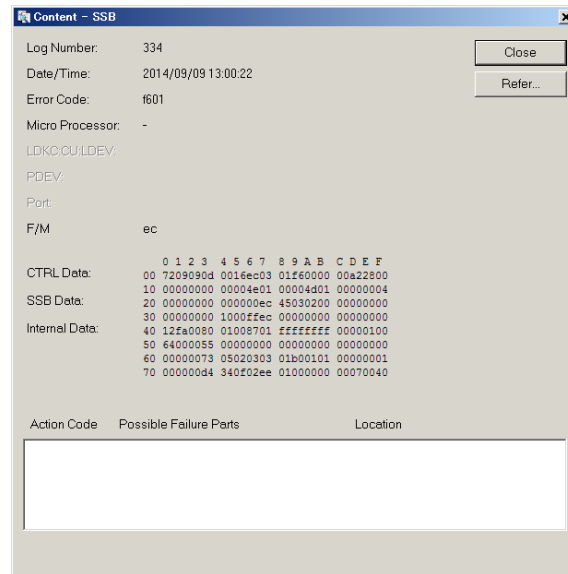 Content - SSB
Log Number: 334
Close
Date/Time: 2014/09/09 13:00:22
Refer...
Error Code: f601
Micro Processor: -
LDKC:CU:LDEV:
PDEV:
Port:
F/M ec
0 1 2 3 4 5 6 7 8 9 A B C D E F
CTRL Data: 00 7209090d 0016ec03 01f60000 00a22800
10 00000000 00004e01 00004d01 00000004
SSB Data: 20 00000000 000000ec 45030200 00000000
30 00000000 1000ffec 00000000 00000000
Internal Data: 40 12fa0080 01008701 ffffffff 00000100
50 64000055 00000000 00000000 00000000
60 00000073 05020303 01b00101 00000001
70 000000d4 340f02ee 01000000 00070040
Action Code Possible Failure Parts Location